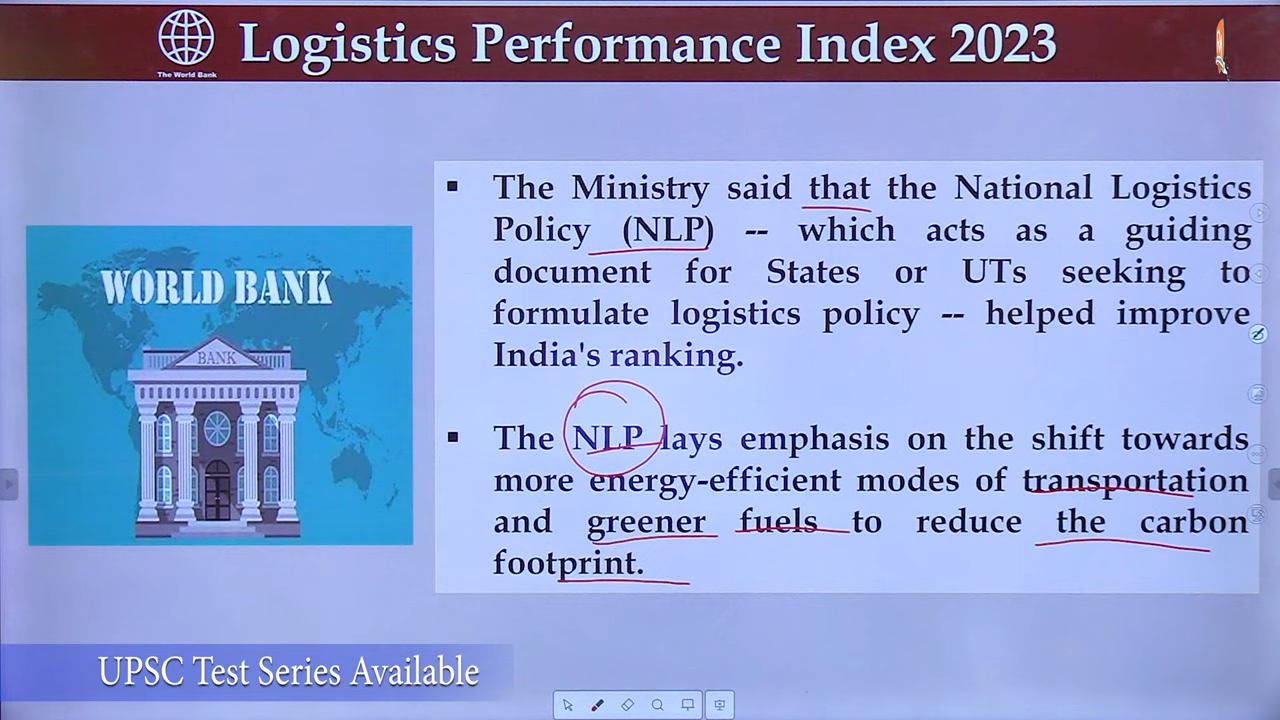 The World Bank
Logistics Performance Index 2023
WORLD BANK
BANK
▪ The Ministry said that the National Logistics
Policy (NLP) -- which acts as a guiding
document for States or UTs seeking to
formulate logistics policy -- helped improve
India's ranking.
▪ The NLP lays emphasis on the shift towards
more energy-efficient modes of transportation
and greener fuels to reduce the carbon
footprint.
UPSC Test Series Available